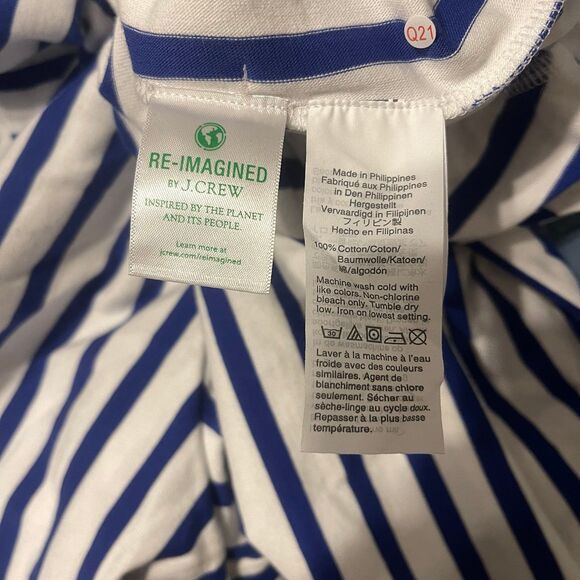 Q21
RE-IMAGINED
BY J.CREW
INSPIRED BY THE PLANET
AND ITS PEOPLE.
Learn more at
jcrew.com/reimagined
Made in Philippines
Fabriqué aux Philippines
in Den Philippinen
Hergestellt
Vervaardigd in Filipijnen
フィリピン製
Hecho en Filipinas
100% Cotton/Coton/
Baumwolle/Katoen/
綿/algodón
Machine wash cold with
like colors. Non-chlorine
bleach only. Tumble dry
low. Iron on lowest setting.
30
Laver à la machine à l'eau
froide avec des couleurs
similaires. Agent de
blanchiment sans chlore
seulement. Sécher au
sèche-linge au cycle doux.
Repasser à la plus basse
température.